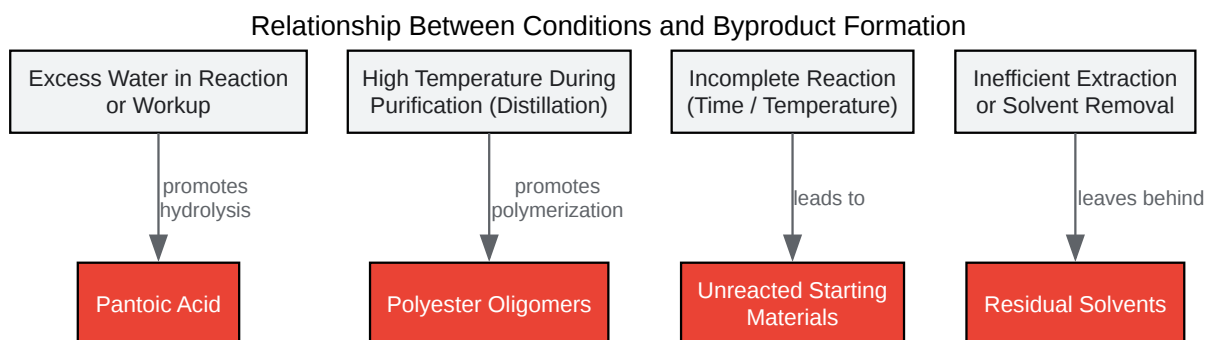 Relationship Between Conditions and Byproduct Formation
Excess Water in Reaction
or Workup
High Temperature During
Purification (Distillation)
Incomplete Reaction
(Time / Temperature)
Inefficient Extraction
or Solvent Removal
promotes
hydrolysis
promotes
polymerization
leads to
leaves behind
Pantoic Acid
Polyester Oligomers
Unreacted Starting
Materials
Residual Solvents